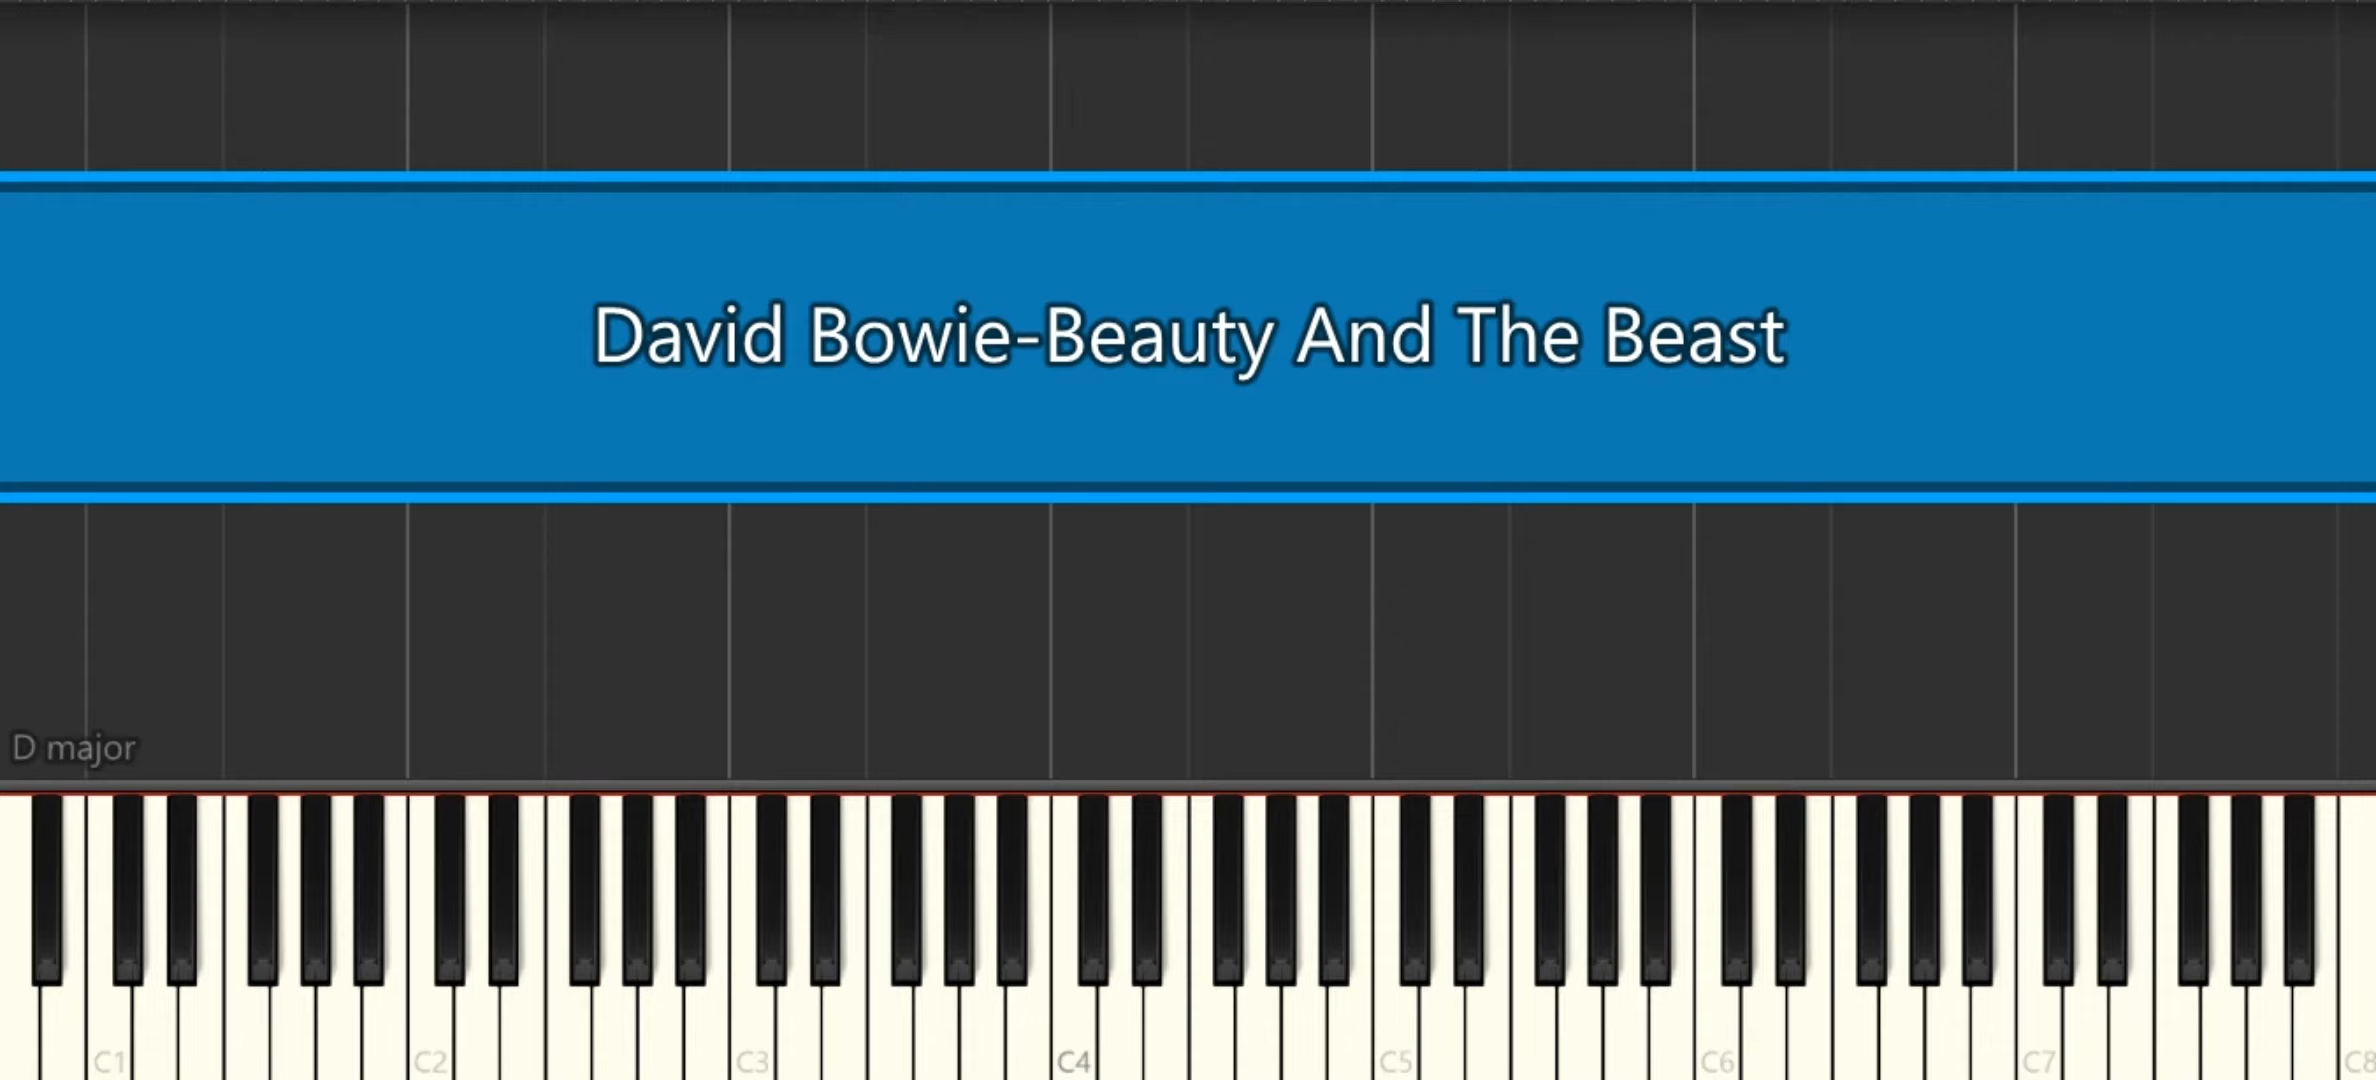 David Bowie-Beauty And The Beast
D major
C1 C2 C3 C4 C5 C6 C7 C8